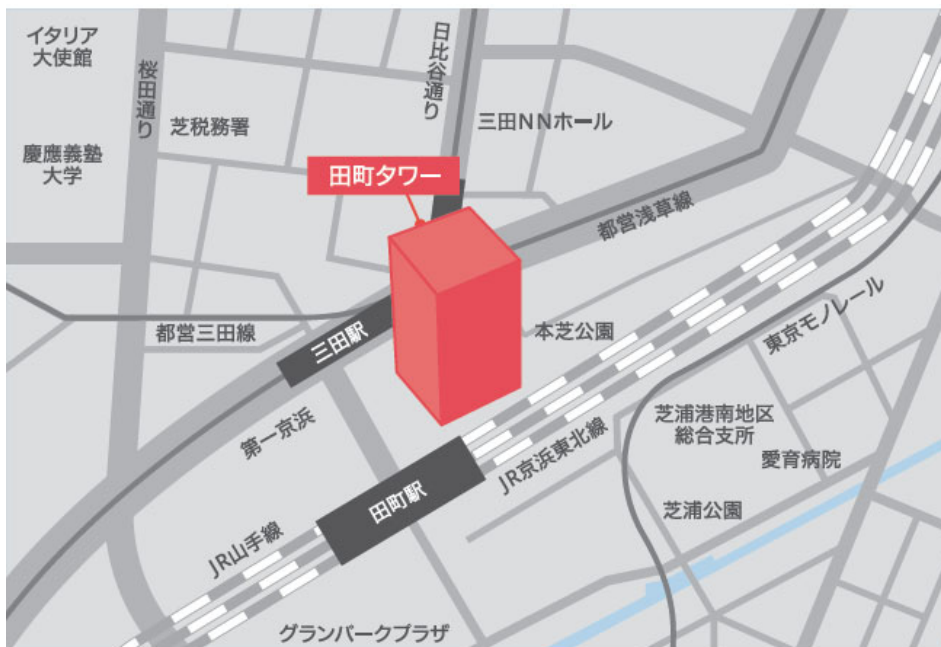 イタリア
大使館
桜田通り
日比谷通り
芝税務署
三田NNホール
慶應義塾
大学
田町タワー
都営浅草線
都営三田線
三田駅
本芝公園
東京モノレール
第一京浜
芝浦港南地区
総合支所
JR京浜東北線
愛育病院
田町駅
芝浦公園
JR山手線
グランパークプラザ